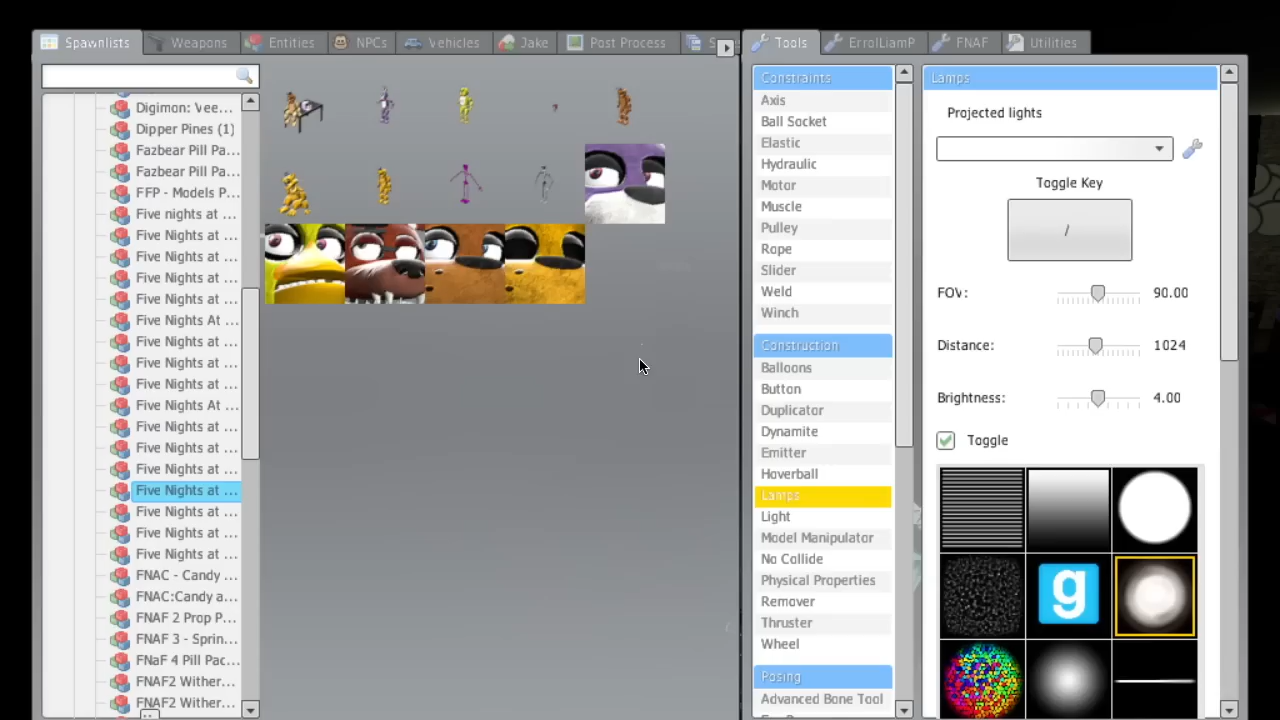 Spawnlists
Weapons
Entities
NPCs
Vehicles
Jake
Post Process
Digimon: Vee...
Dipper Pines (1)
Fazbear Pill Pa...
Fazbear Pill Pa...
FFP - Models P...
Five nights at ...
Five Nights at ...
Five Nights at ...
Five Nights at ...
Five Nights at ...
Five Nights At ...
Five Nights at ...
Five Nights at ...
Five Nights at ...
Five Nights At ...
Five Nights at ...
Five Nights at ...
Five Nights at ...
Five Nights at ...
Five Nights at ...
Five Nights at ...
Five Nights at ...
FNAC - Candy ...
FNAC:Candy a...
FNAF 2 Prop P...
FNAF 3 - Sprin...
FNaF 4 Pill Pac...
FNAF2 Wither...
FNAF2 Wither...
Tools
ErrolLiamP
FNAF
Utilities
Constraints
Axis
Ball Socket
Elastic
Hydraulic
Motor
Muscle
Pulley
Rope
Slider
Weld
Winch
Construction
Balloons
Button
Duplicator
Dynamite
Emitter
Hoverball
Lamps
Light
Model Manipulator
No Collide
Physical Properties
Remover
Thruster
Wheel
Posing
Advanced Bone Tool
Lamps
Projected lights
Toggle Key
/
FOV: 90.00
Distance: 1024
Brightness: 4.00
Toggle
g